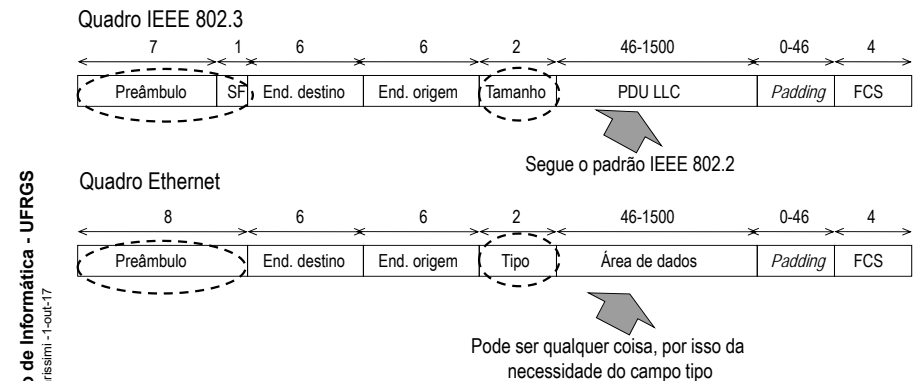 Quadro IEEE 802.3
7 1 6 6 2 46-1500 0-46 4
Preâmbulo SF End. destino End. origem Tamanho PDU LLC Padding FCS
Segue o padrão IEEE 802.2
Quadro Ethernet
8 6 6 2 46-1500 0-46 4
Preâmbulo End. destino End. origem Tipo Área de dados Padding FCS
Pode ser qualquer coisa, por isso da
necessidade do campo tipo
de Informática - UFRGS
-1-out-17